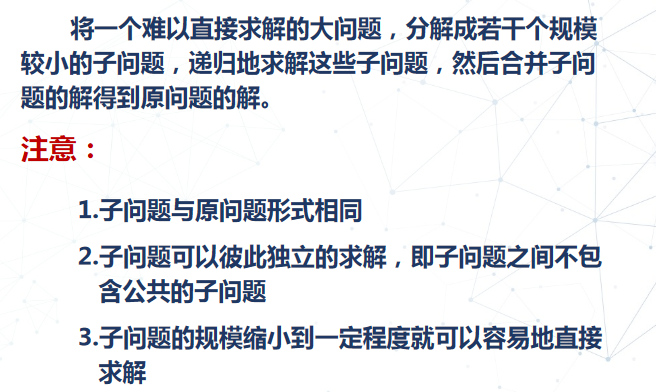 将一个难以直接求解的大问题，分解成若干个规模
较小的子问题，递归地求解这些子问题，然后合并子问
题的解得到原问题的解。
注意：
1.子问题与原问题形式相同
2.子问题可以彼此独立的求解，即子问题之间不包
含公共的子问题
3.子问题的规模缩小到一定程度就可以容易地直接
求解